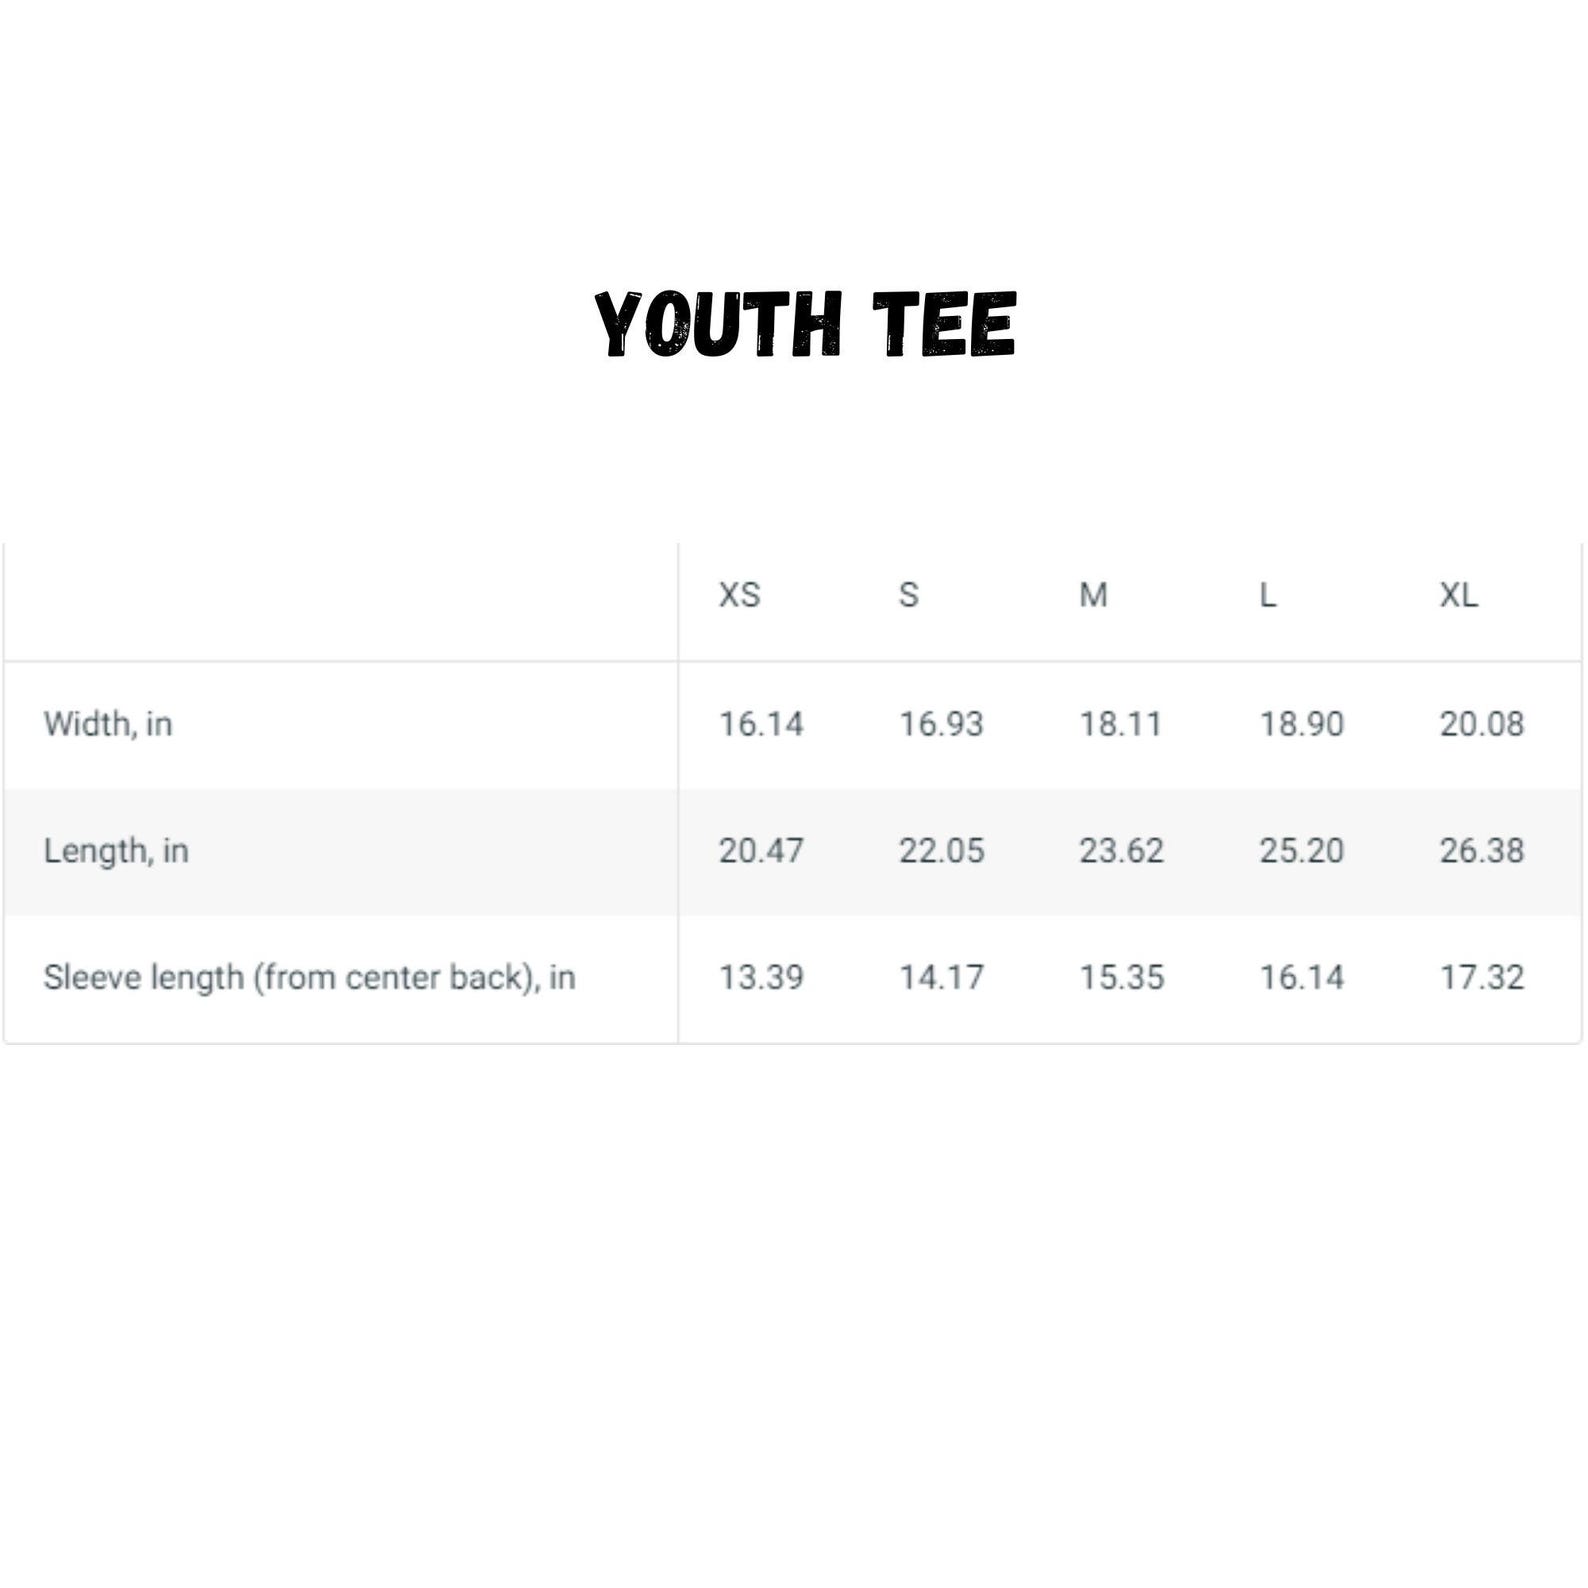 YOUTH TEE
XS S M L XL
Width, in 16.14 16.93 18.11 18.90 20.08
Length, in 20.47 22.05 23.62 25.20 26.38
Sleeve length (from center back), in 13.39 14.17 15.35 16.14 17.32